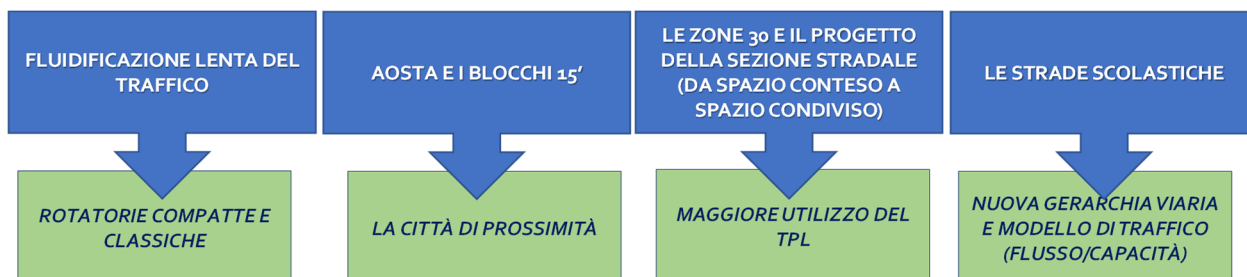 FLUIDIFICAZIONE LENTA DEL
TRAFFICO
AOSTA E I BLOCCHI 15'
LE ZONE 30 E IL PROGETTO
DELLA SEZIONE STRADALE
(DA SPAZIO CONTESO A
SPAZIO CONDIVISO)
LE STRADE SCOLASTICHE
ROTATORIE COMPATTE E
CLASSICHE
LA CITTÀ DI PROSSIMITÀ
MAGGIORE UTILIZZO DEL
TPL
NUOVA GERARCHIA VIARIA
E MODELLO DI TRAFFICO
(FLUSSO/CAPACITÀ)